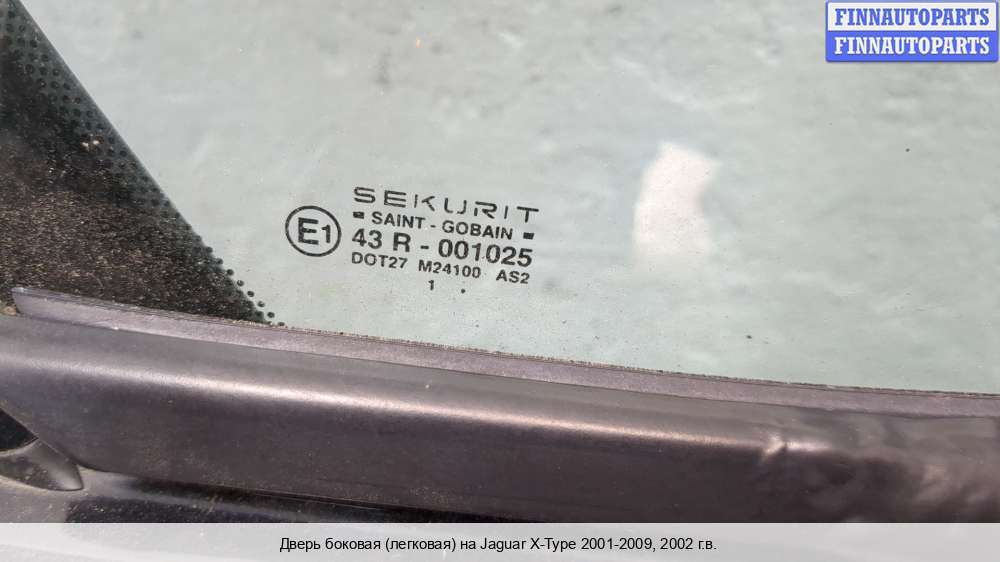 FINNAUTOPARTS
FINNAUTOPARTS
SEKURIT
SAINT - GOBAIN
E1
43 R - 001025
DOT27 M24100 AS2
1 .
Дверь боковая (легковая) на Jaguar X-Type 2001-2009, 2002 г.в.